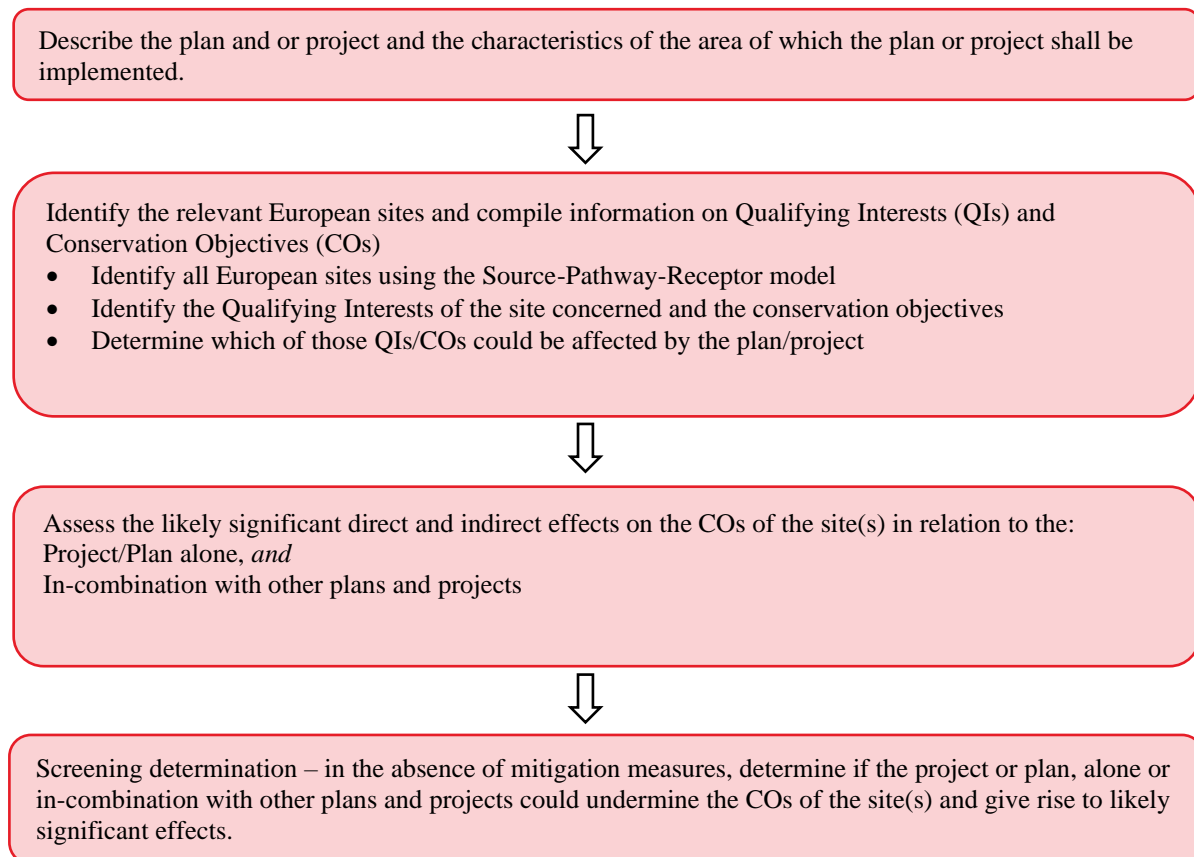 Describe the plan and or project and the characteristics of the area of which the plan or project shall be
implemented.
Identify the relevant European sites and compile information on Qualifying Interests (QIs) and
Conservation Objectives (COs)
• Identify all European sites using the Source-Pathway-Receptor model
• Identify the Qualifying Interests of the site concerned and the conservation objectives
• Determine which of those QIs/COs could be affected by the plan/project
Assess the likely significant direct and indirect effects on the COs of the site(s) in relation to the:
Project/Plan alone, and
In-combination with other plans and projects
Screening determination – in the absence of mitigation measures, determine if the project or plan, alone or
in-combination with other plans and projects could undermine the COs of the site(s) and give rise to likely
significant effects.